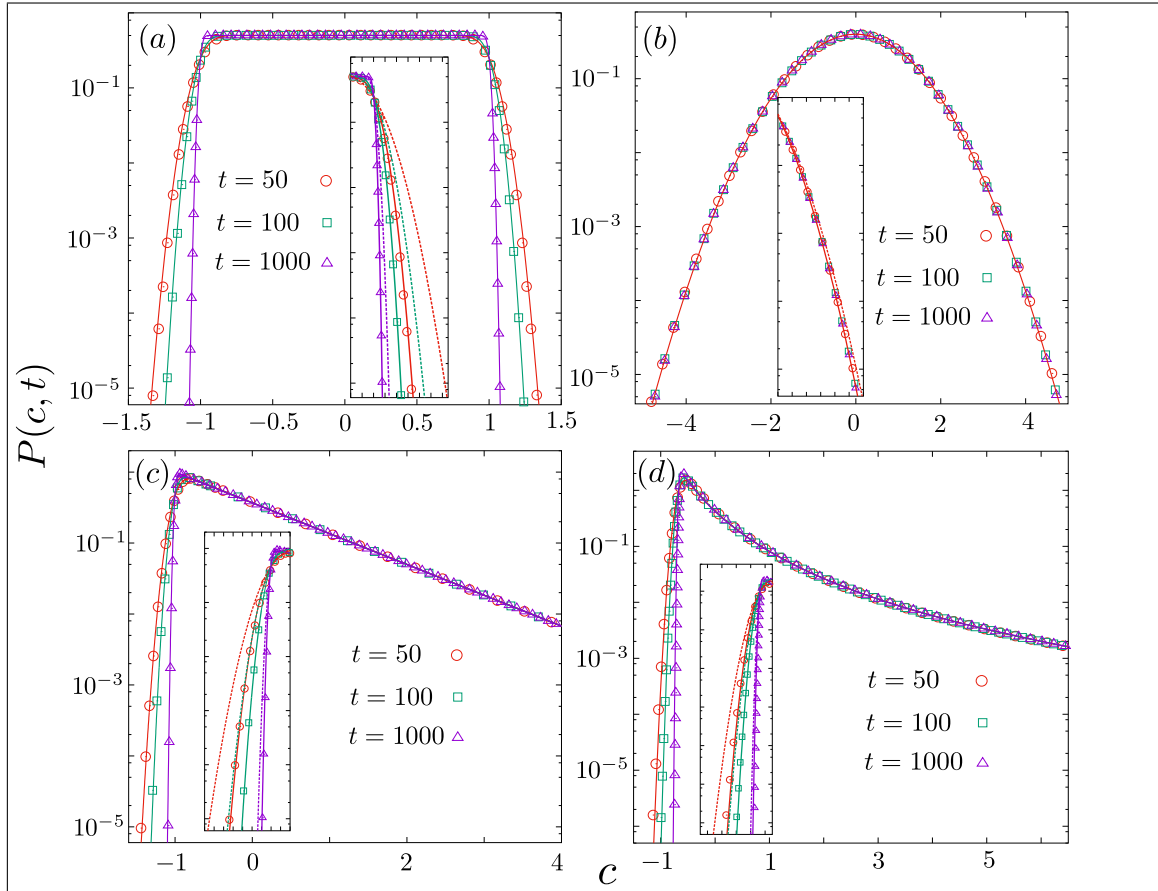 (a)
10^{-1}
10^{-3}
10^{-5}
t = 50
t = 100
t = 1000
-1.5 -1 -0.5 0 0.5 1 1.5
(b)
10^{-1}
10^{-3}
10^{-5}
t = 50
t = 100
t = 1000
-4 -2 0 2 4
P(c, t)
(c)
10^{-1}
10^{-3}
10^{-5}
t = 50
t = 100
t = 1000
-1 0 2 4
(d)
10^{-1}
10^{-3}
10^{-5}
t = 50
t = 100
t = 1000
-1 1 3 5
c